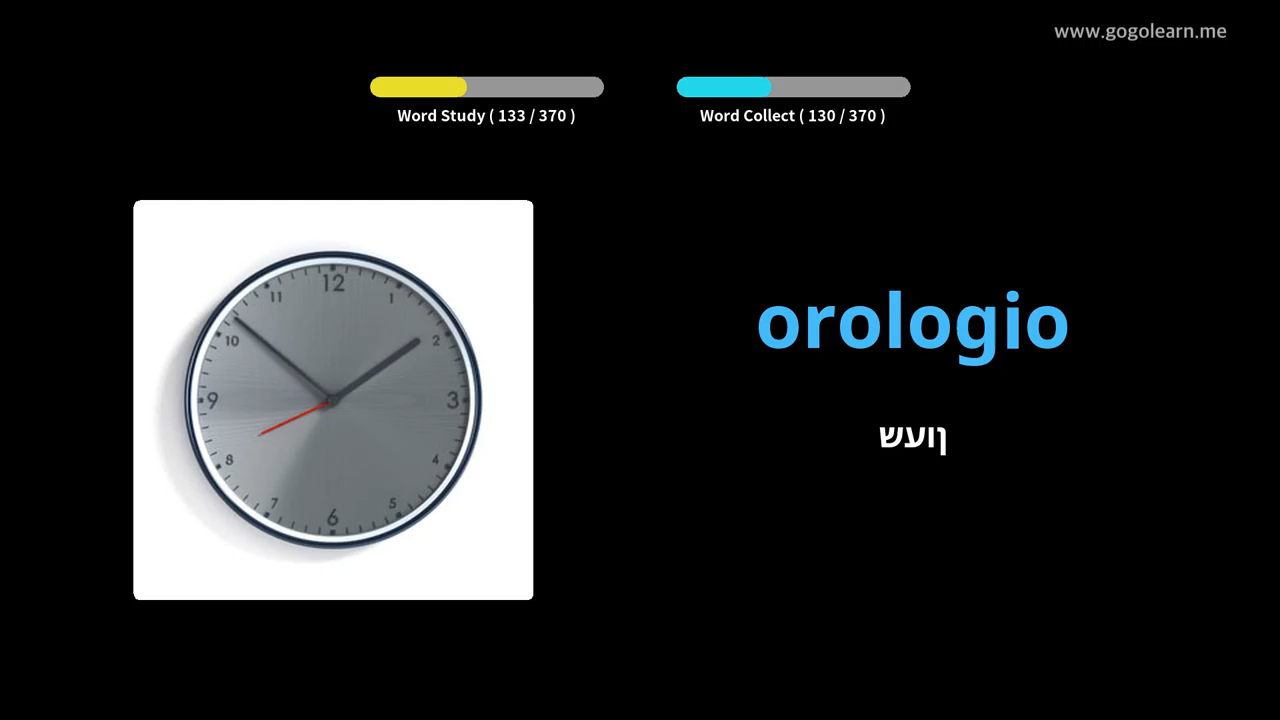 www.gogolearn.me
Word Study ( 133 / 370 )
Word Collect ( 130 / 370 )
12
11
1
10
2
9
3
8
4
7
5
6
orologio
ןועש